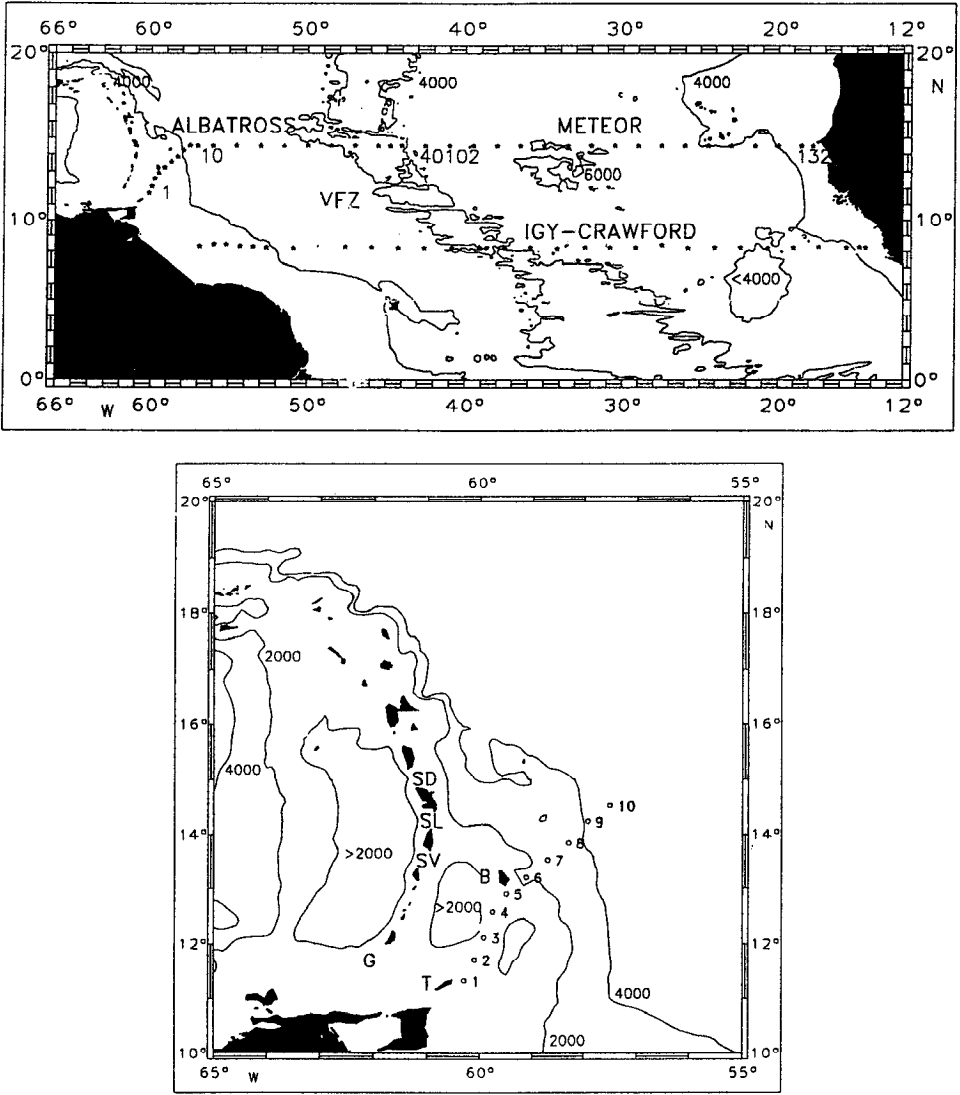 66° 60° 50° 40° 30° 20° 12°
20° 20°
4000 4000 4000 N
ALBATROSS METEOR
10 40102 132
6000
1 VFZ
10° 10°
IGY-CRAWFORD
<4000
0° 0°
66° W 60° 50° 40° 30° 20° 12°
65° 60° 55°
20° 20°
N
18° 18°
2000
16° 16°
4000 SD
10
SL 9
14° 14°
8
>2000 SV 7
B 6
5
>2000 4
12° 3 12°
G 2
T 1
4000
2000
10° 10°
65° W 60° 55°